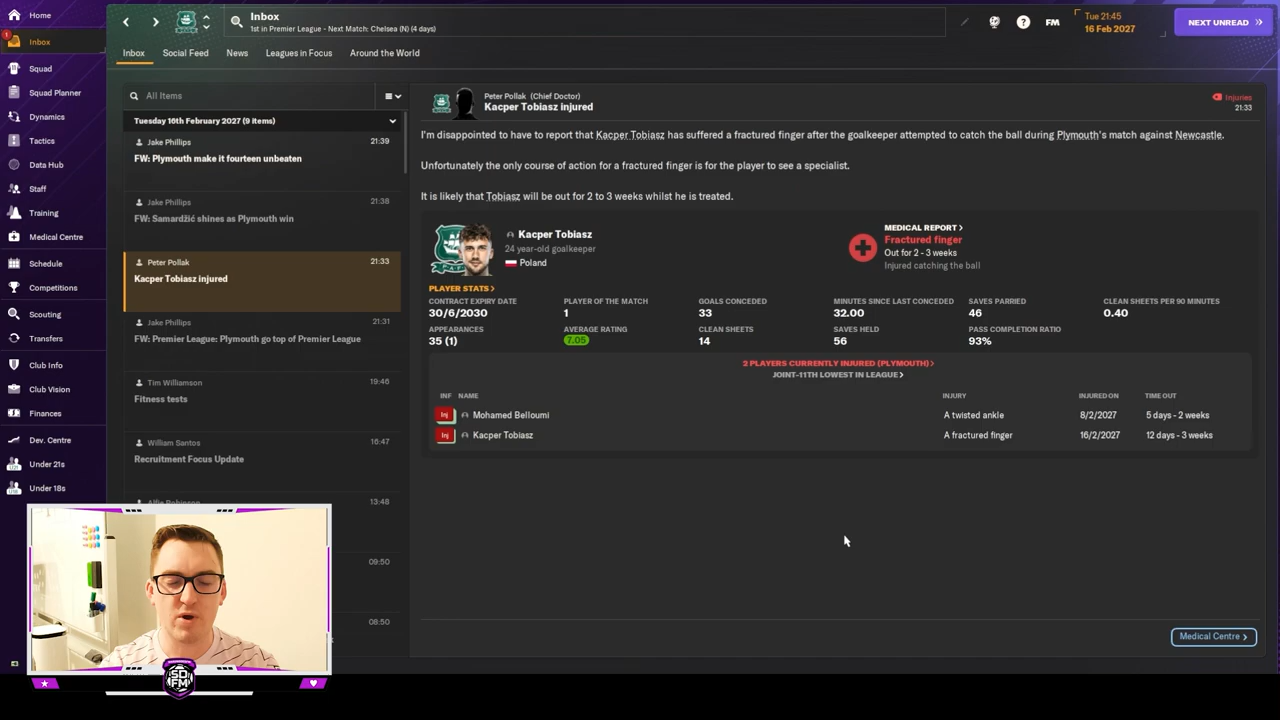 Home
Inbox
1st in Premier League - Next Match: Chelsea (N) (4 days)
FM
Tue 21:45
16 Feb 2027
NEXT UNREAD
1
Inbox
Squad
Squad Planner
Dynamics
Tactics
Data Hub
Staff
Training
Medical Centre
Schedule
Competitions
Scouting
Transfers
Club Info
Club Vision
Finances
Dev. Centre
Under 21s
Under 18s
Inbox
Social Feed
News
Leagues in Focus
Around the World
All Items
Tuesday 16th February 2027 (9 items)
Jake Phillips 21:39
FW: Plymouth make it fourteen unbeaten
Jake Phillips 21:38
FW: Samardžić shines as Plymouth win
Peter Pollak 21:33
Kacper Tobiasz injured
Jake Phillips 21:31
FW: Premier League: Plymouth go top of Premier League
Tim Williamson 19:46
Fitness tests
William Santos 16:47
Recruitment Focus Update
Alfie Robinson 13:48
09:50
08:50
Peter Pollak (Chief Doctor)
Kacper Tobiasz injured
Injuries
21:33
I'm disappointed to have to report that Kacper Tobiasz has suffered a fractured finger after the goalkeeper attempted to catch the ball during Plymouth's match against Newcastle.
Unfortunately the only course of action for a fractured finger is for the player to see a specialist.
It is likely that Tobiasz will be out for 2 to 3 weeks whilst he is treated.
Kacper Tobiasz
24 year-old goalkeeper
Poland
MEDICAL REPORT
Fractured finger
Out for 2 - 3 weeks
Injured catching the ball
PLAYER STATS
CONTRACT EXPIRY DATE PLAYER OF THE MATCH GOALS CONCEDED MINUTES SINCE LAST CONCEDED SAVES PARRIED CLEAN SHEETS PER 90 MINUTES
30/6/2030 1 33 32.00 46 0.40
APPEARANCES AVERAGE RATING CLEAN SHEETS SAVES HELD PASS COMPLETION RATIO
35 (1) 7.05 14 56 93%
2 PLAYERS CURRENTLY INJURED (PLYMOUTH)
JOINT-11TH LOWEST IN LEAGUE
INF NAME INJURY INJURED ON TIME OUT
Inj Mohamed Belloumi A twisted ankle 8/2/2027 5 days - 2 weeks
Inj Kacper Tobiasz A fractured finger 16/2/2027 12 days - 3 weeks
Medical Centre
SD
FM